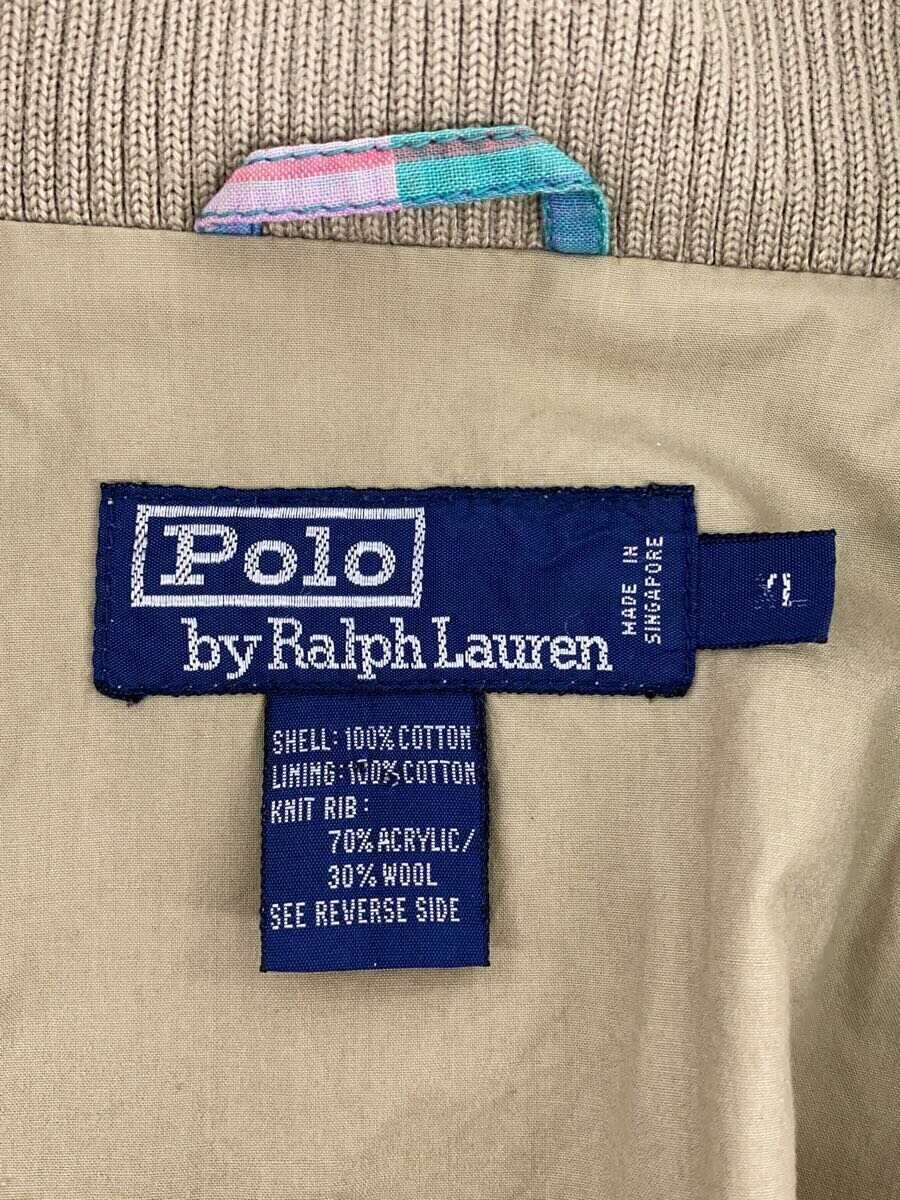 Polo
by Ralph Lauren
MADE IN
SINGAPORE
XL
SHELL: 100% COTTON
LINING: 100% COTTON
KNIT RIB:
70% ACRYLIC/
30% WOOL
SEE REVERSE SIDE